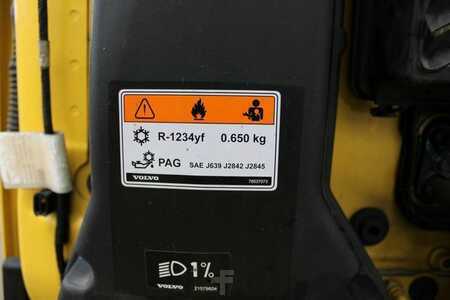 R-1234yf 0.650 kg
PAG SAE J639 J2842 J2845
VOLVO
1%
VOLVO